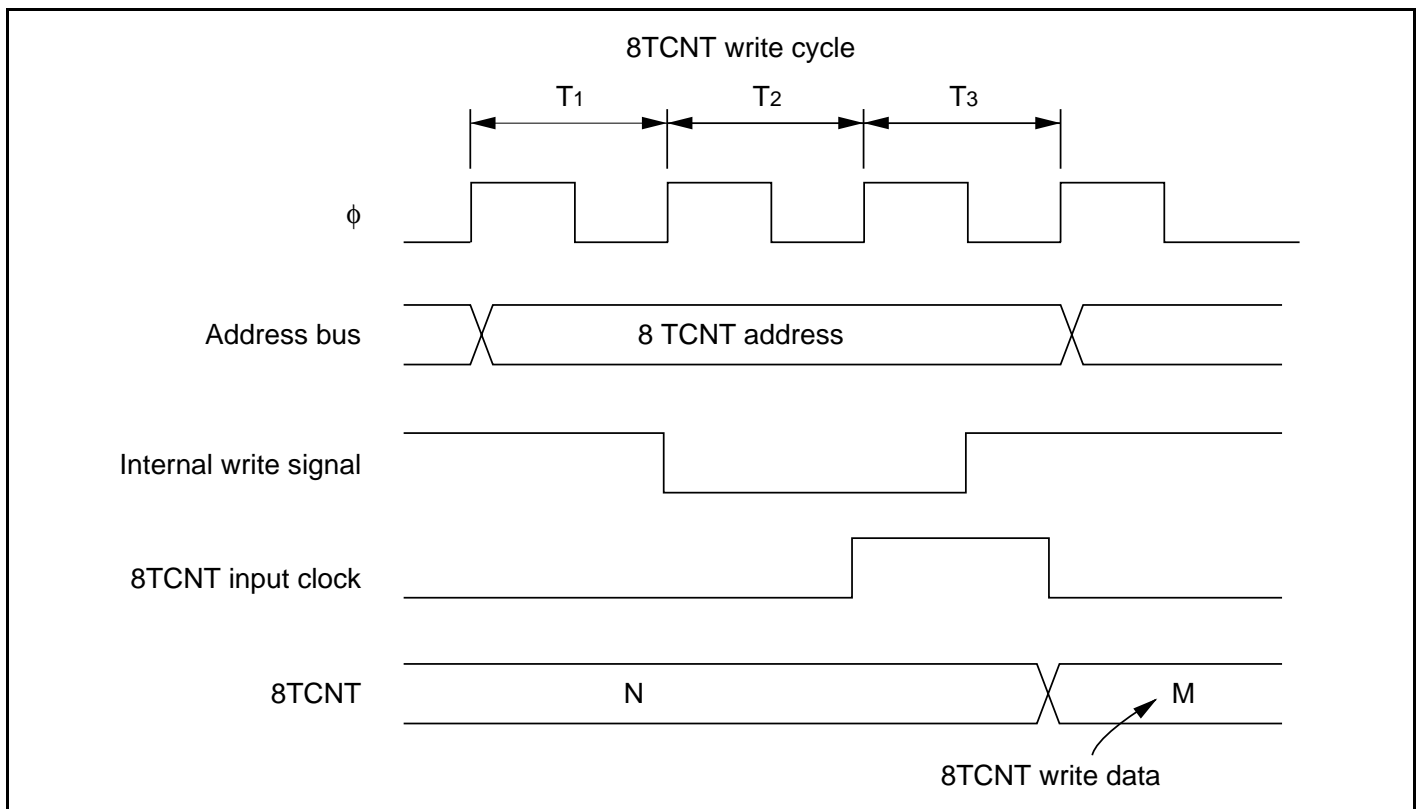 8TCNT write cycle
T1 T2 T3
ϕ
Address bus 8 TCNT address
Internal write signal
8TCNT input clock
8TCNT N M
8TCNT write data